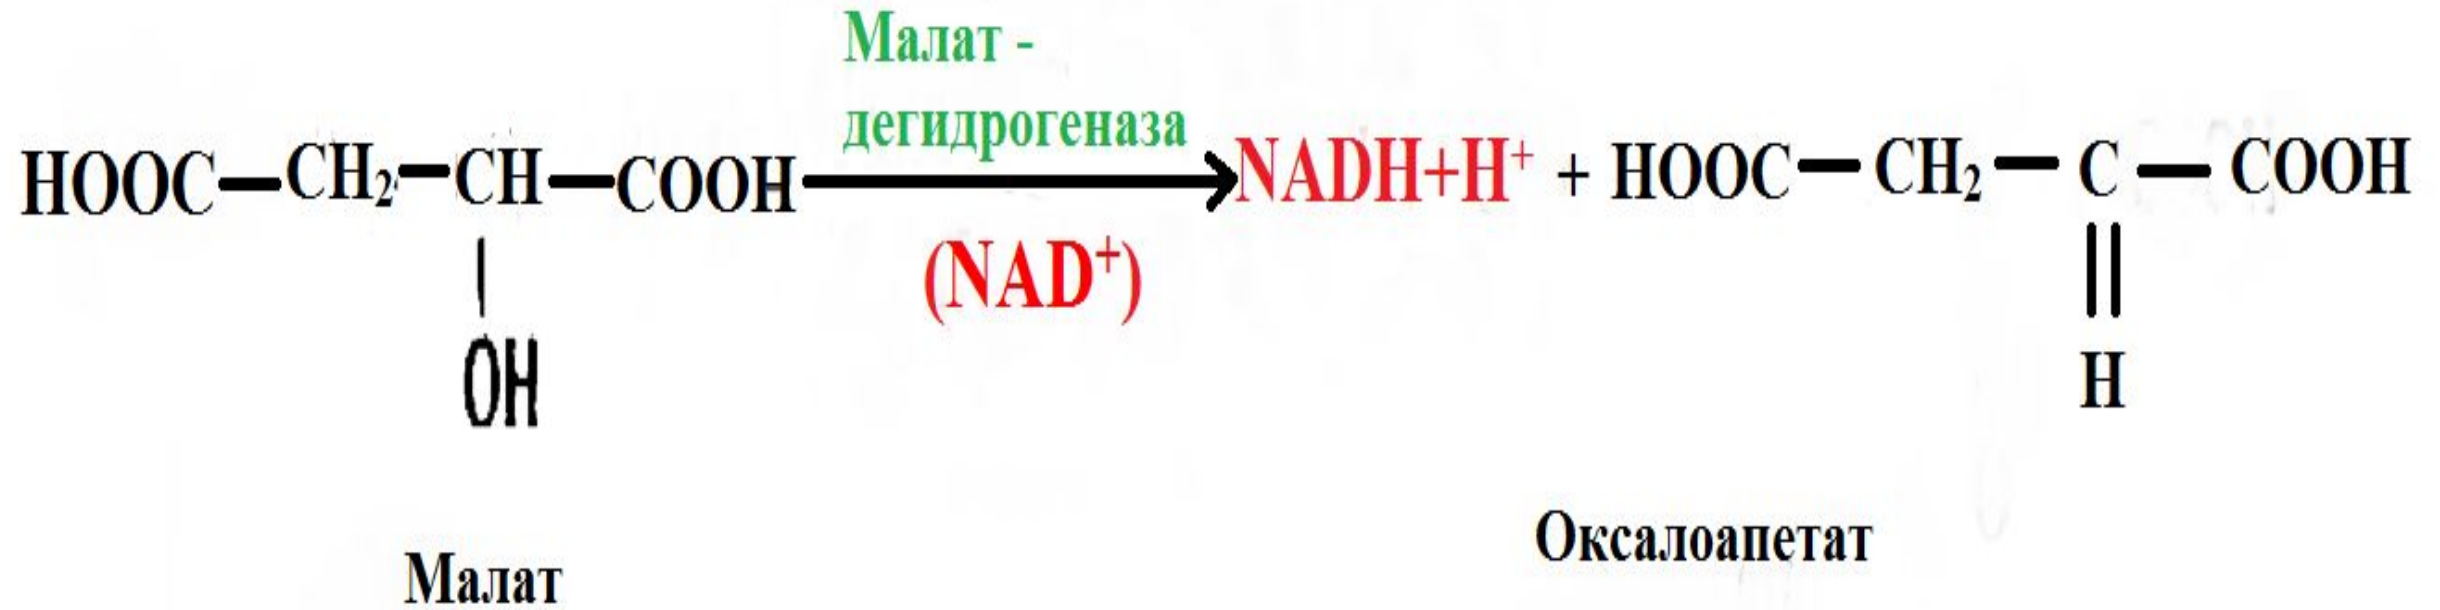 Малат -
дегидрогеназа
HOOC—CH₂—CH—COOH → NADH+H⁺ + HOOC—CH₂—C—COOH
(NAD⁺)
OH
H
Оксалоапетат
Малат